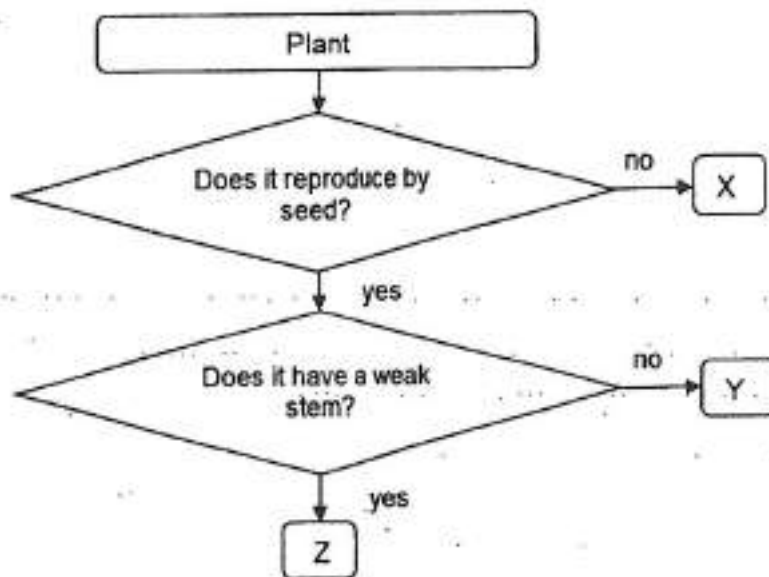 Plant
Does it reproduce by
seed?
no
X
yes
Does it have a weak
stem?
no
Y
yes
Z